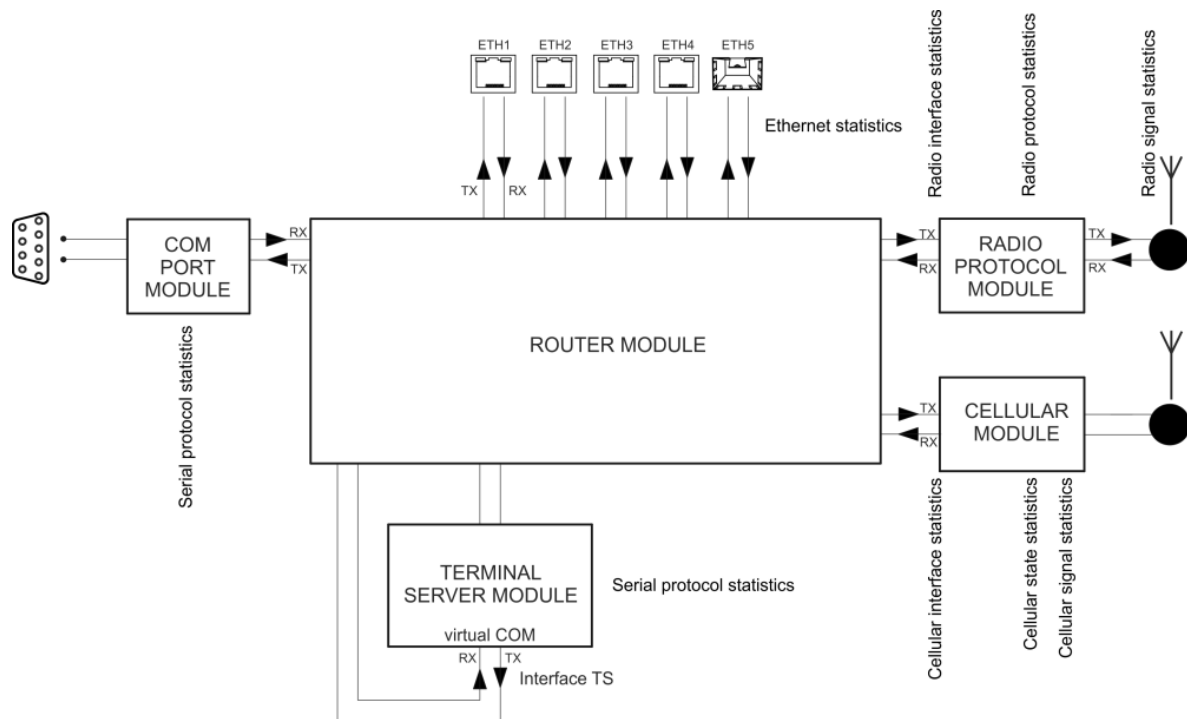 ETH1
ETH2
ETH3
ETH4
ETH5
Ethernet statistics
Radio interface statistics
Radio protocol statistics
Radio signal statistics
TX
RX
COM
PORT
MODULE
RX
TX
Serial protocol statistics
ROUTER MODULE
TX
RX
RADIO
PROTOCOL
MODULE
TX
RX
TX
RX
CELLULAR
MODULE
Cellular interface statistics
Cellular state statistics
Cellular signal statistics
TERMINAL
SERVER MODULE
virtual COM
Serial protocol statistics
RX
TX
Interface TS